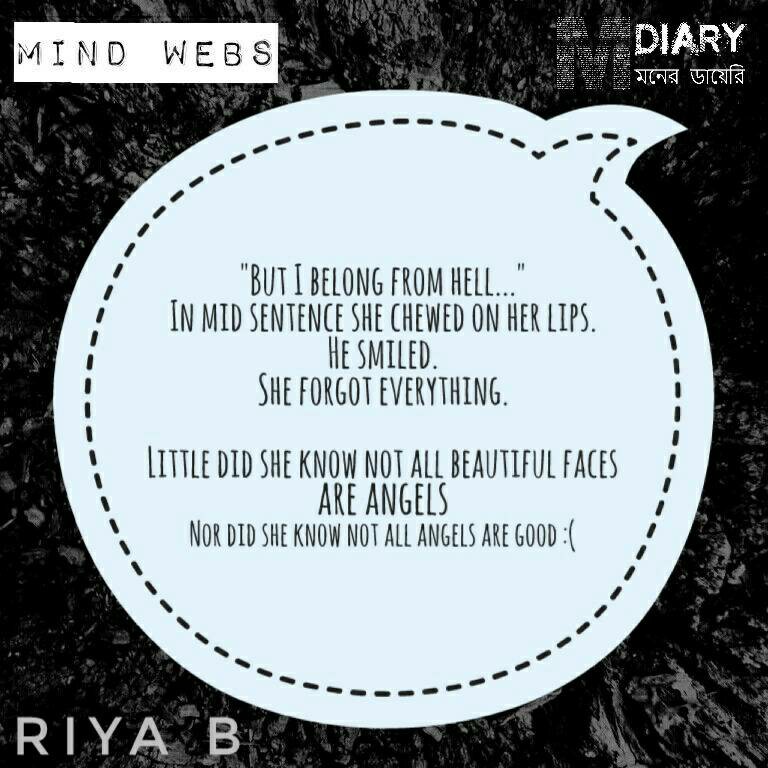 MIND WEBS
M DIARY
মনের ডায়েরি
"BUT I BELONG FROM HELL..."
IN MID SENTENCE SHE CHEWED ON HER LIPS.
HE SMILED.
SHE FORGOT EVERYTHING.
LITTLE DID SHE KNOW NOT ALL BEAUTIFUL FACES
ARE ANGELS
NOR DID SHE KNOW NOT ALL ANGELS ARE GOOD :(
RIYA B